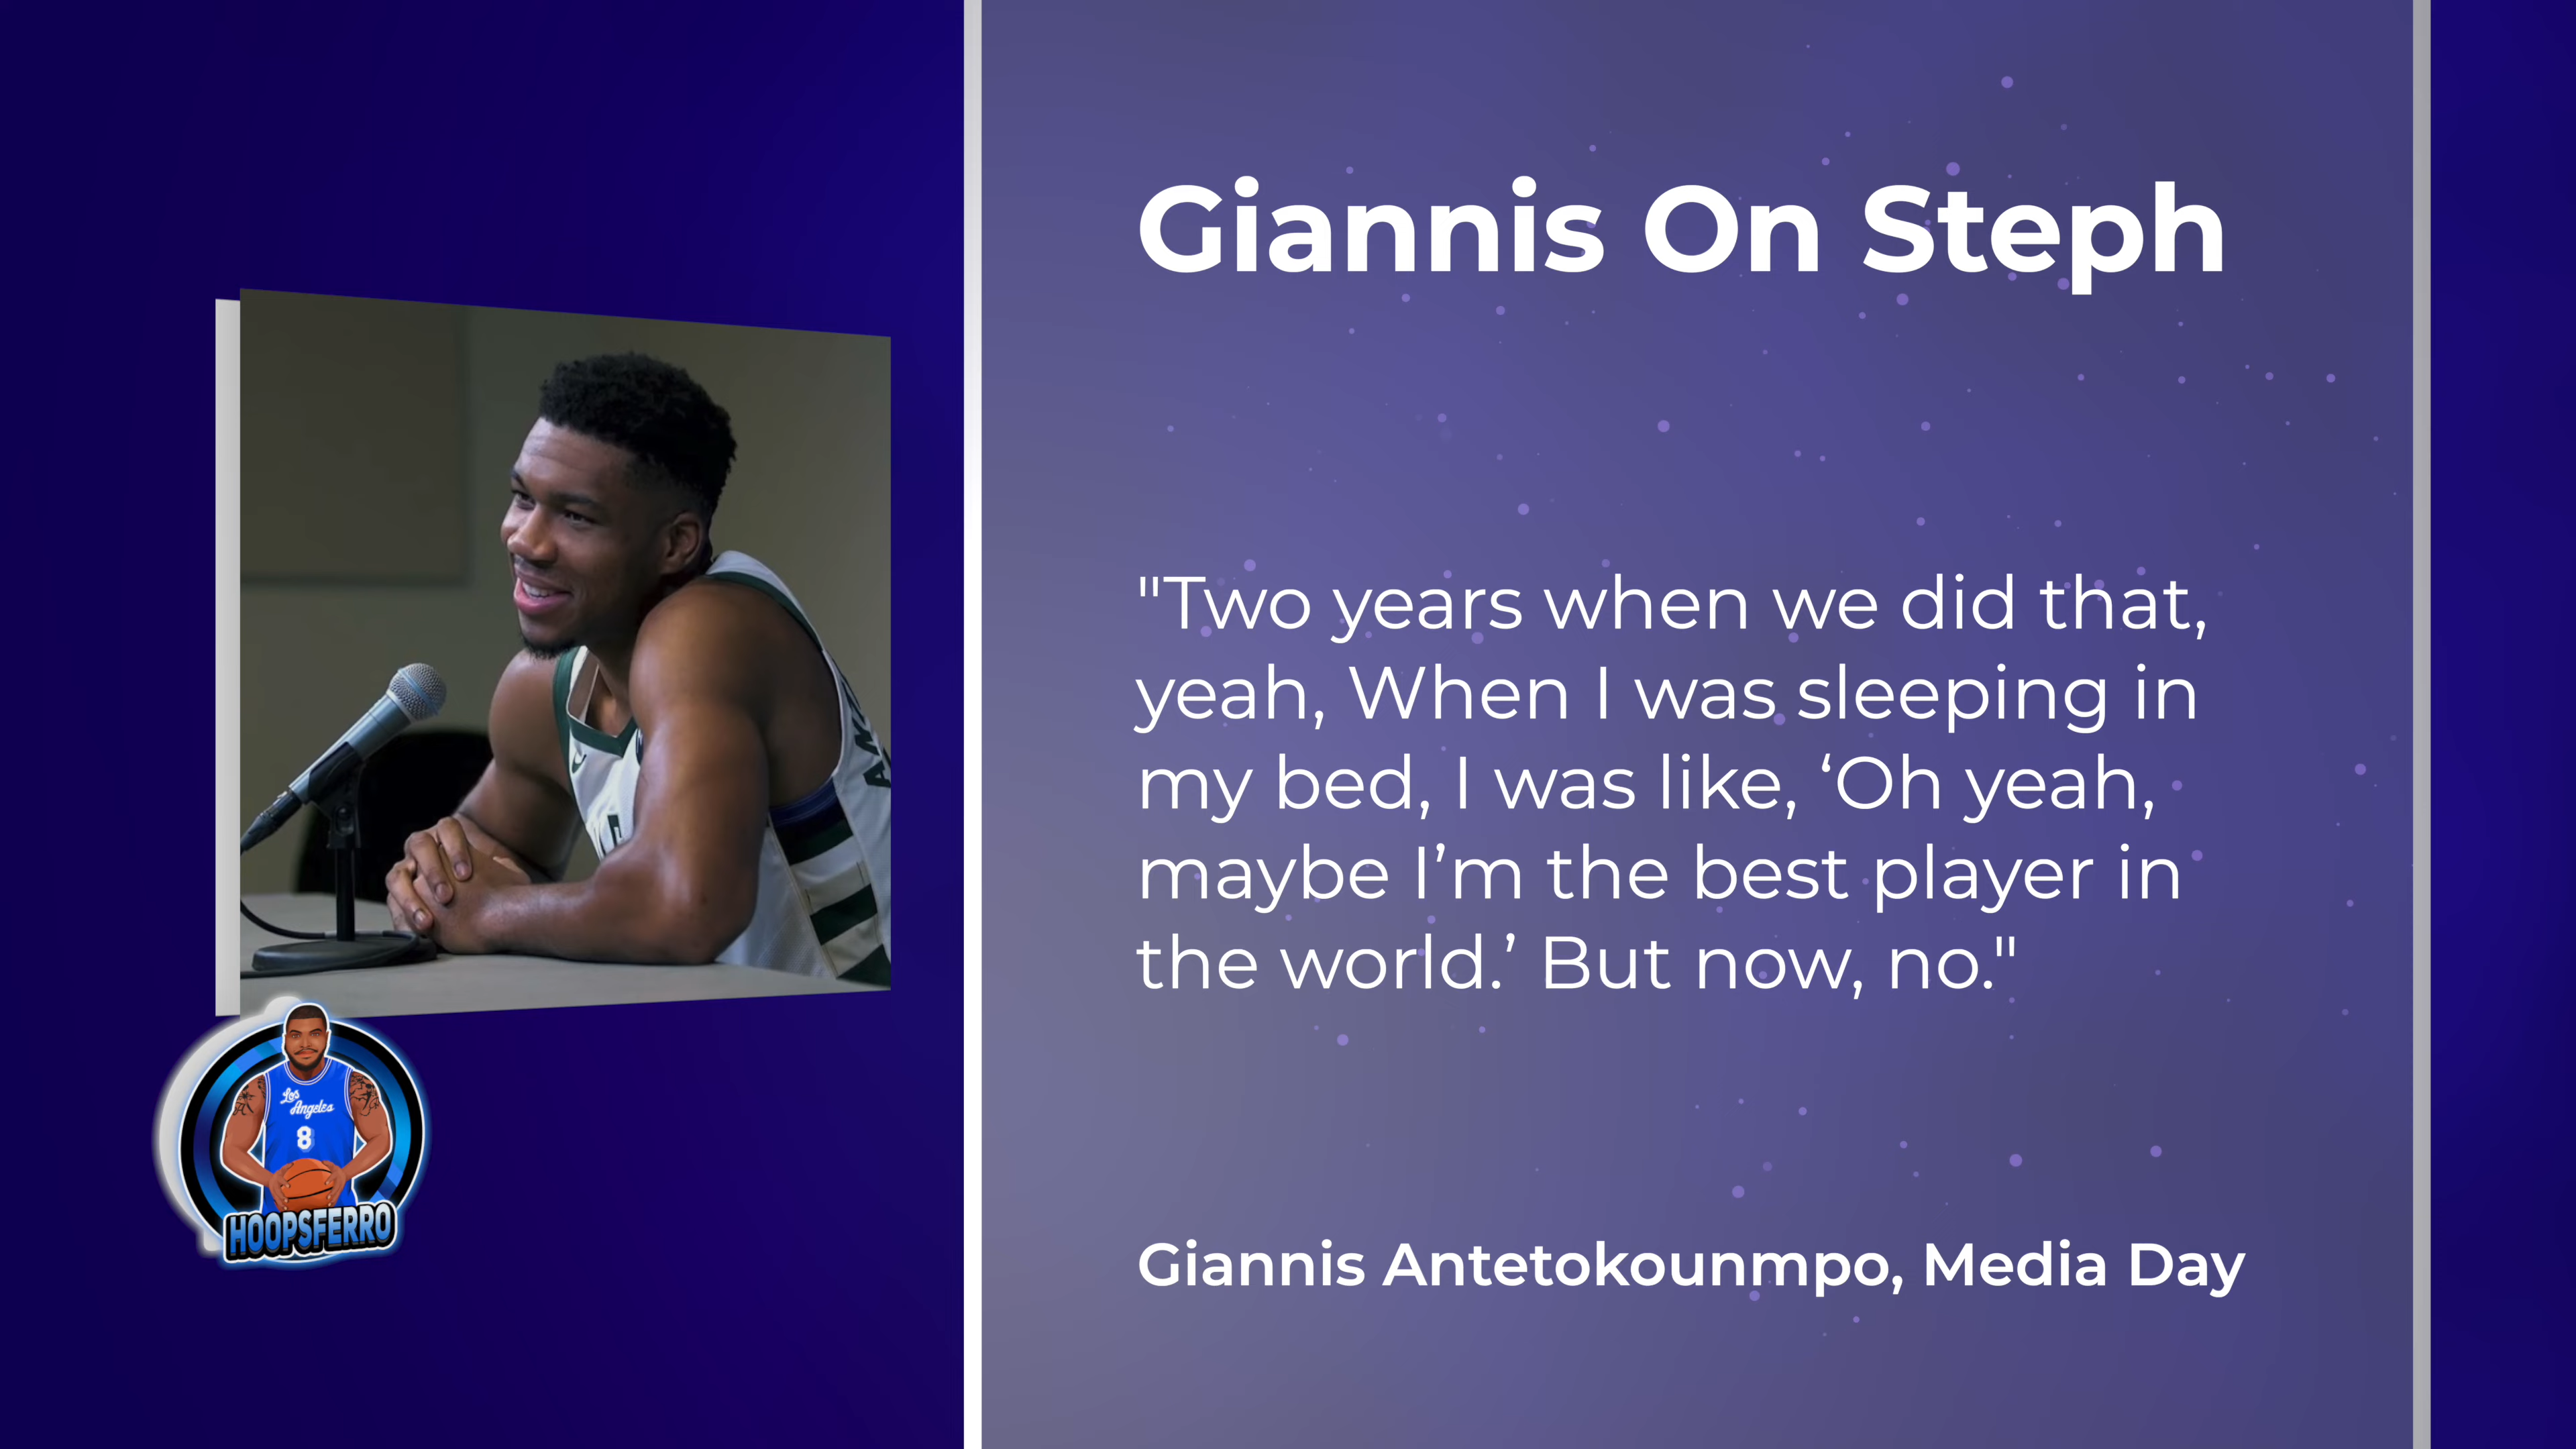 Giannis On Steph
"Two years when we did that,
yeah, When I was sleeping in
my bed, I was like, ‘Oh yeah,
maybe I’m the best player in
the world.’ But now, no."
Giannis Antetokounmpo, Media Day
Los
Angeles
8
HOOPSFERRO